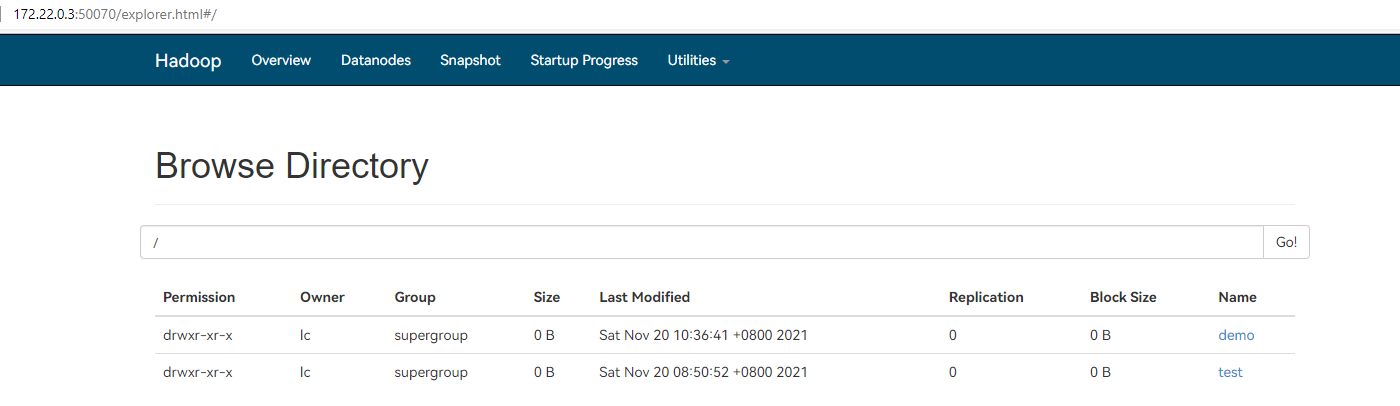 172.22.0.3:50070/explorer.html#/
Hadoop Overview Datanodes Snapshot Startup Progress Utilities
Browse Directory
/ Go!
Permission Owner Group Size Last Modified Replication Block Size Name
drwxr-xr-x lc supergroup 0 B Sat Nov 20 10:36:41 +0800 2021 0 0 B demo
drwxr-xr-x lc supergroup 0 B Sat Nov 20 08:50:52 +0800 2021 0 0 B test